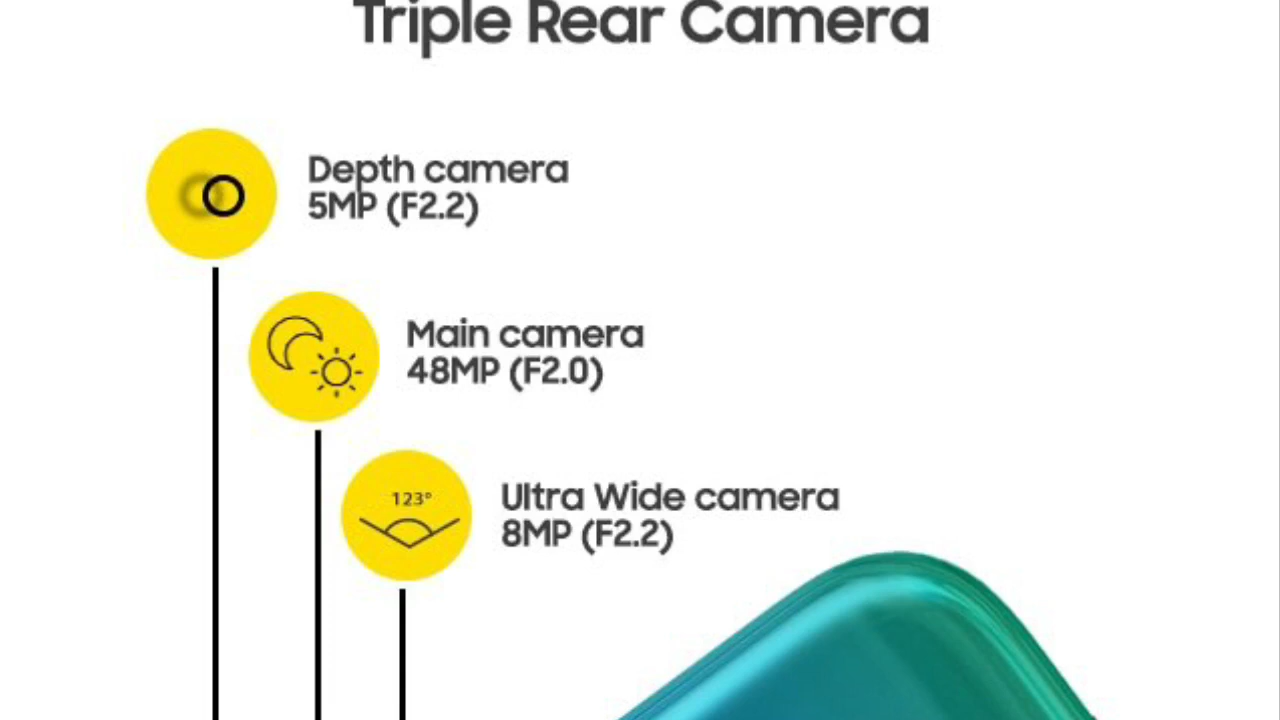 Triple Rear Camera
Depth camera
5MP (F2.2)
Main camera
48MP (F2.0)
123°
Ultra Wide camera
8MP (F2.2)